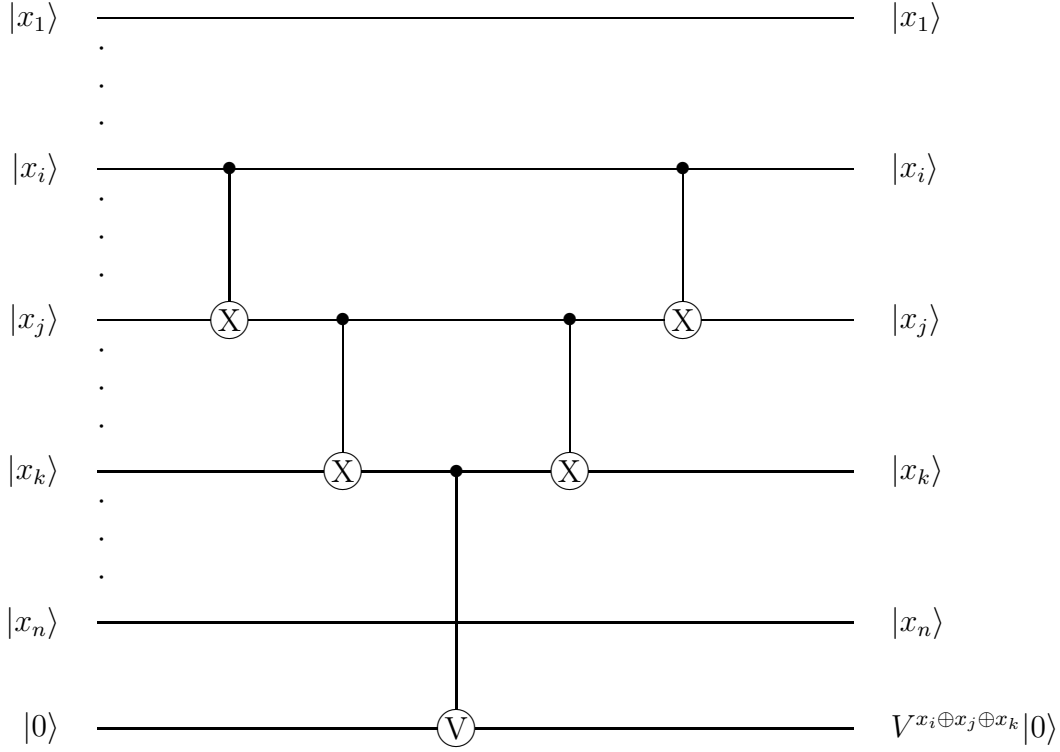 |x₁⟩ |x₁⟩
|xᵢ⟩ |xᵢ⟩
|xⱼ⟩ X X |xⱼ⟩
|xₖ⟩ X X |xₖ⟩
|xₙ⟩ |xₙ⟩
|0⟩ V V^{xᵢ⊕xⱼ⊕xₖ}|0⟩